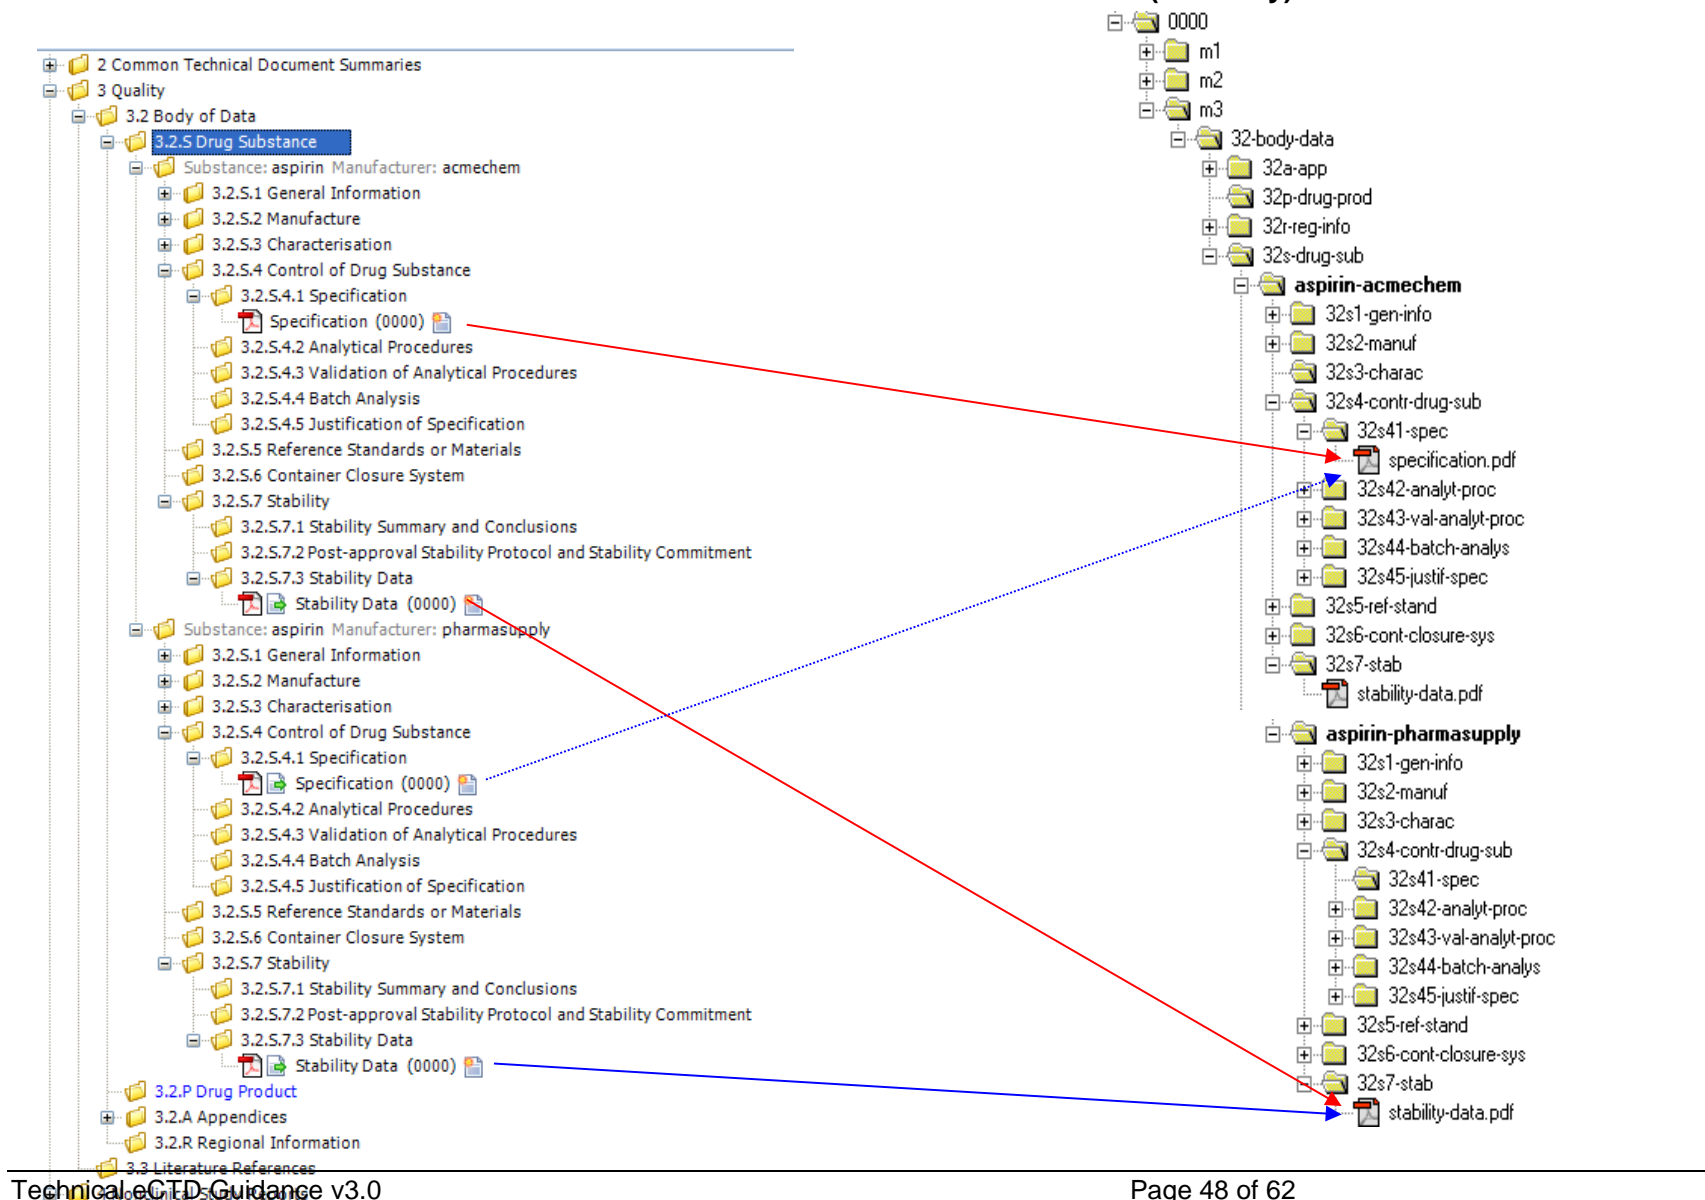 2 Common Technical Document Summaries
3 Quality
3.2 Body of Data
3.2.S Drug Substance
Substance: aspirin Manufacturer: acmechem
3.2.S.1 General Information
3.2.S.2 Manufacture
3.2.S.3 Characterisation
3.2.S.4 Control of Drug Substance
3.2.S.4.1 Specification
Specification (0000)
3.2.S.4.2 Analytical Procedures
3.2.S.4.3 Validation of Analytical Procedures
3.2.S.4.4 Batch Analysis
3.2.S.4.5 Justification of Specification
3.2.S.5 Reference Standards or Materials
3.2.S.6 Container Closure System
3.2.S.7 Stability
3.2.S.7.1 Stability Summary and Conclusions
3.2.S.7.2 Post-approval Stability Protocol and Stability Commitment
3.2.S.7.3 Stability Data
Stability Data (0000)
Substance: aspirin Manufacturer: pharmasupply
3.2.S.1 General Information
3.2.S.2 Manufacture
3.2.S.3 Characterisation
3.2.S.4 Control of Drug Substance
3.2.S.4.1 Specification
Specification (0000)
3.2.S.4.2 Analytical Procedures
3.2.S.4.3 Validation of Analytical Procedures
3.2.S.4.4 Batch Analysis
3.2.S.4.5 Justification of Specification
3.2.S.5 Reference Standards or Materials
3.2.S.6 Container Closure System
3.2.S.7 Stability
3.2.S.7.1 Stability Summary and Conclusions
3.2.S.7.2 Post-approval Stability Protocol and Stability Commitment
3.2.S.7.3 Stability Data
Stability Data (0000)
3.2.P Drug Product
3.2.A Appendices
3.2.R Regional Information
3.3 Literature References
4 Nonclinical Study Reports
0000
m1
m2
m3
32-body-data
32a-app
32p-drug-prod
32r-reg-info
32s-drug-sub
aspirin-acmechem
32s1-gen-info
32s2-manuf
32s3-charac
32s4-contr-drug-sub
32s41-spec
specification.pdf
32s42-analyt-proc
32s43-val-analyt-proc
32s44-batch-analys
32s45-justif-spec
32s5-ref-stand
32s6-cont-closure-sys
32s7-stab
stability-data.pdf
aspirin-pharmasupply
32s1-gen-info
32s2-manuf
32s3-charac
32s4-contr-drug-sub
32s41-spec
32s42-analyt-proc
32s43-val-analyt-proc
32s44-batch-analys
32s45-justif-spec
32s5-ref-stand
32s6-cont-closure-sys
32s7-stab
stability-data.pdf
Technical eCTD Guidance v3.0
Page 48 of 62